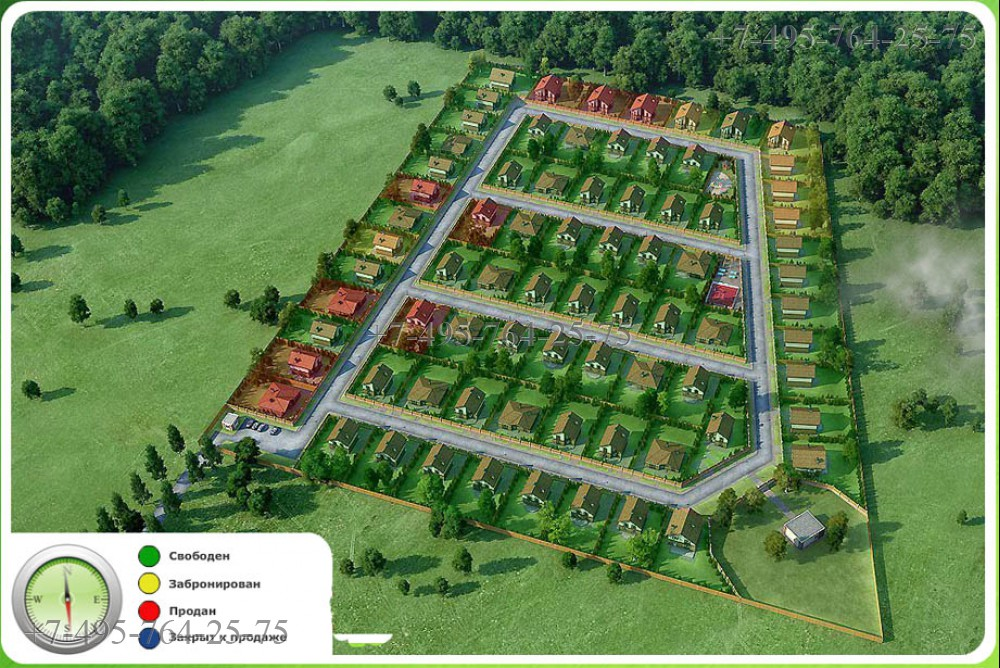 +7-495-764-25-75
+7-495-764-25-75
N
W E
S
Свободен
Забронирован
Продан
Закрыт к продаже
+7-495-764-25-75